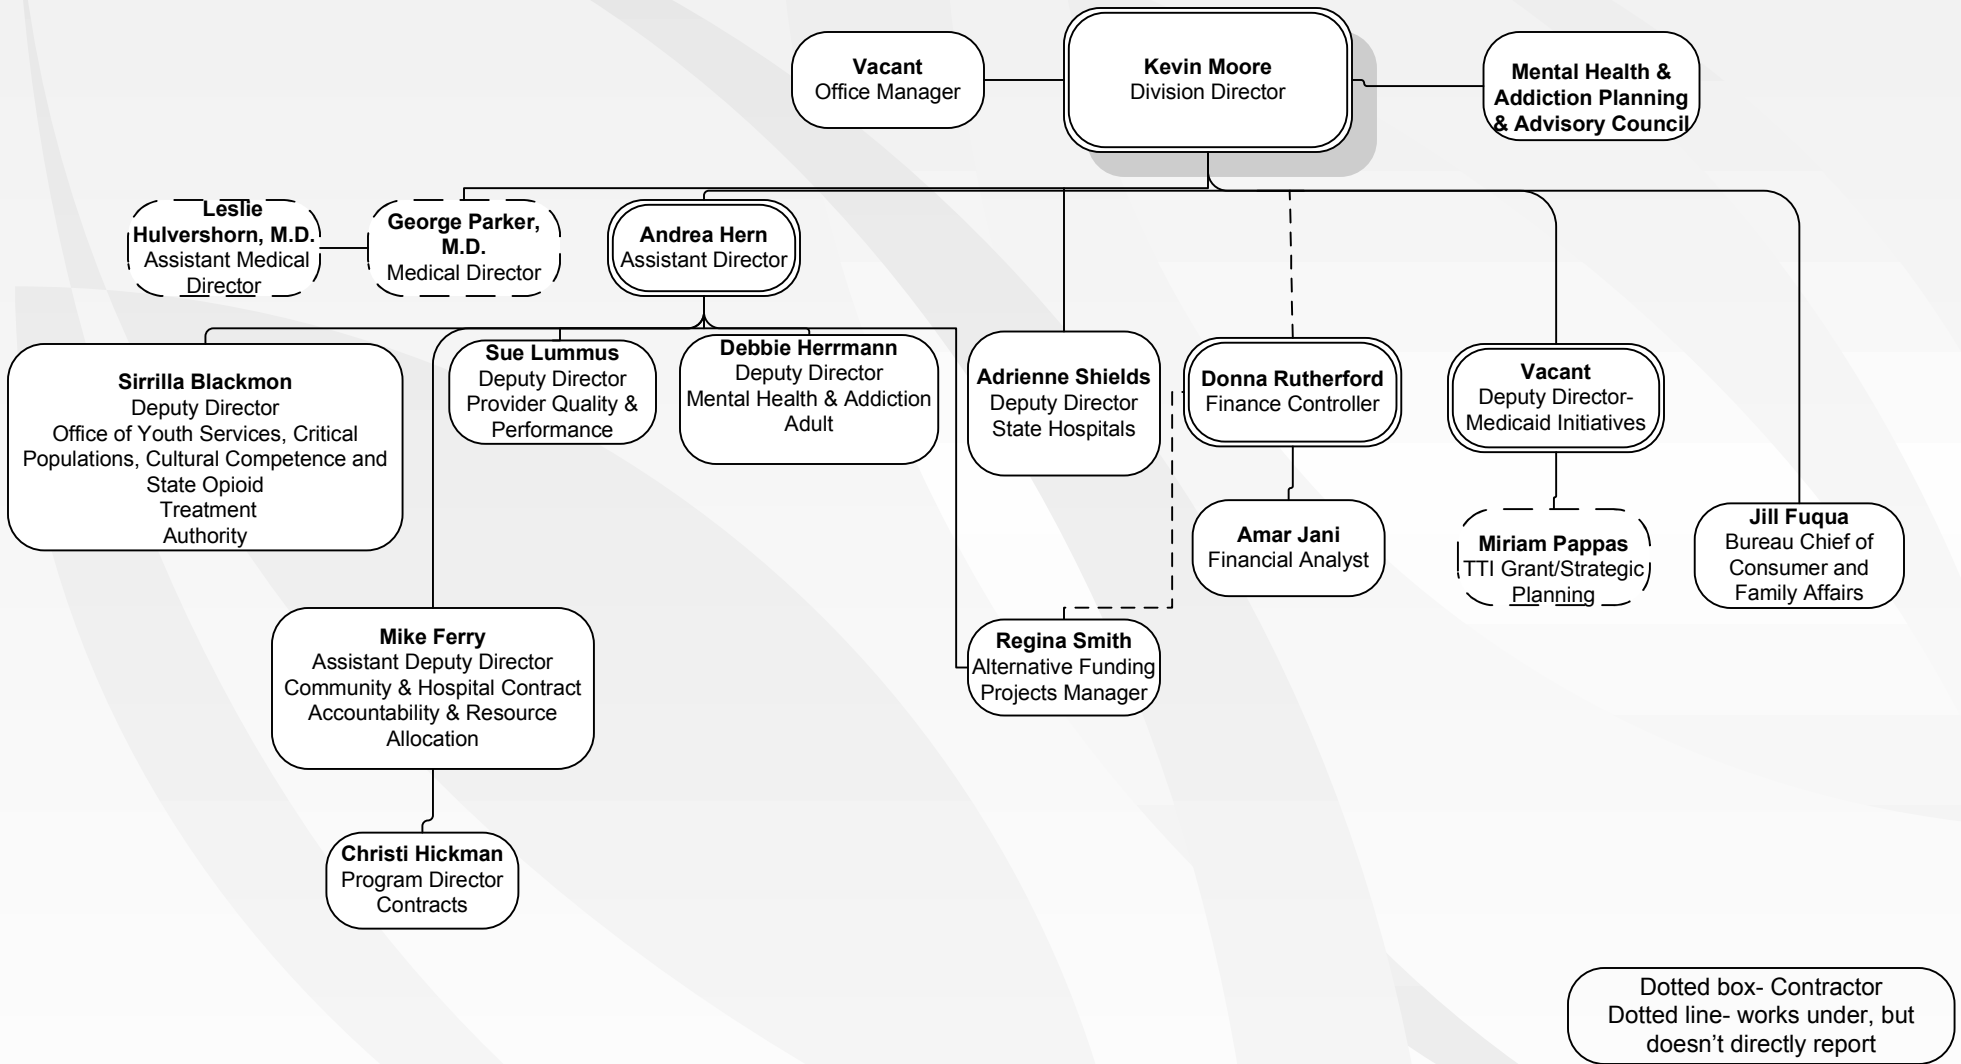 Vacant
Office Manager
Kevin Moore
Division Director
Mental Health &
Addiction Planning
& Advisory Council
Leslie
Hulvershorn, M.D.
Assistant Medical
Director
George Parker,
M.D.
Medical Director
Andrea Hern
Assistant Director
Sirrilla Blackmon
Deputy Director
Office of Youth Services, Critical
Populations, Cultural Competence and
State Opioid
Treatment
Authority
Sue Lummus
Deputy Director
Provider Quality &
Performance
Debbie Herrmann
Deputy Director
Mental Health & Addiction
Adult
Adrienne Shields
Deputy Director
State Hospitals
Donna Rutherford
Finance Controller
Vacant
Deputy Director-
Medicaid Initiatives
Amar Jani
Financial Analyst
Miriam Pappas
TTI Grant/Strategic
Planning
Jill Fuqua
Bureau Chief of
Consumer and
Family Affairs
Mike Ferry
Assistant Deputy Director
Community & Hospital Contract
Accountability & Resource
Allocation
Regina Smith
Alternative Funding
Projects Manager
Christi Hickman
Program Director
Contracts
Dotted box- Contractor
Dotted line- works under, but
doesn’t directly report